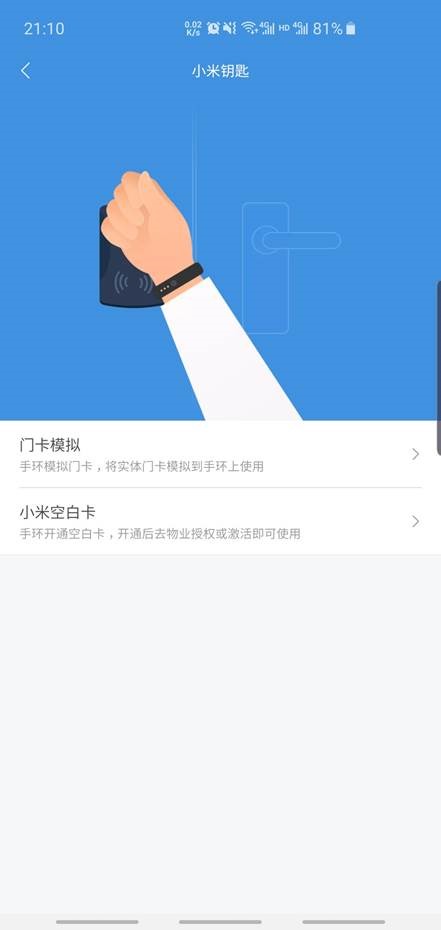 21:10 0.02 K/s 4G HD 4G 81%
小米钥匙
门卡模拟
手环模拟门卡，将实体门卡模拟到手环上使用
小米空白卡
手环开通空白卡，开通后去物业授权或激活即可使用